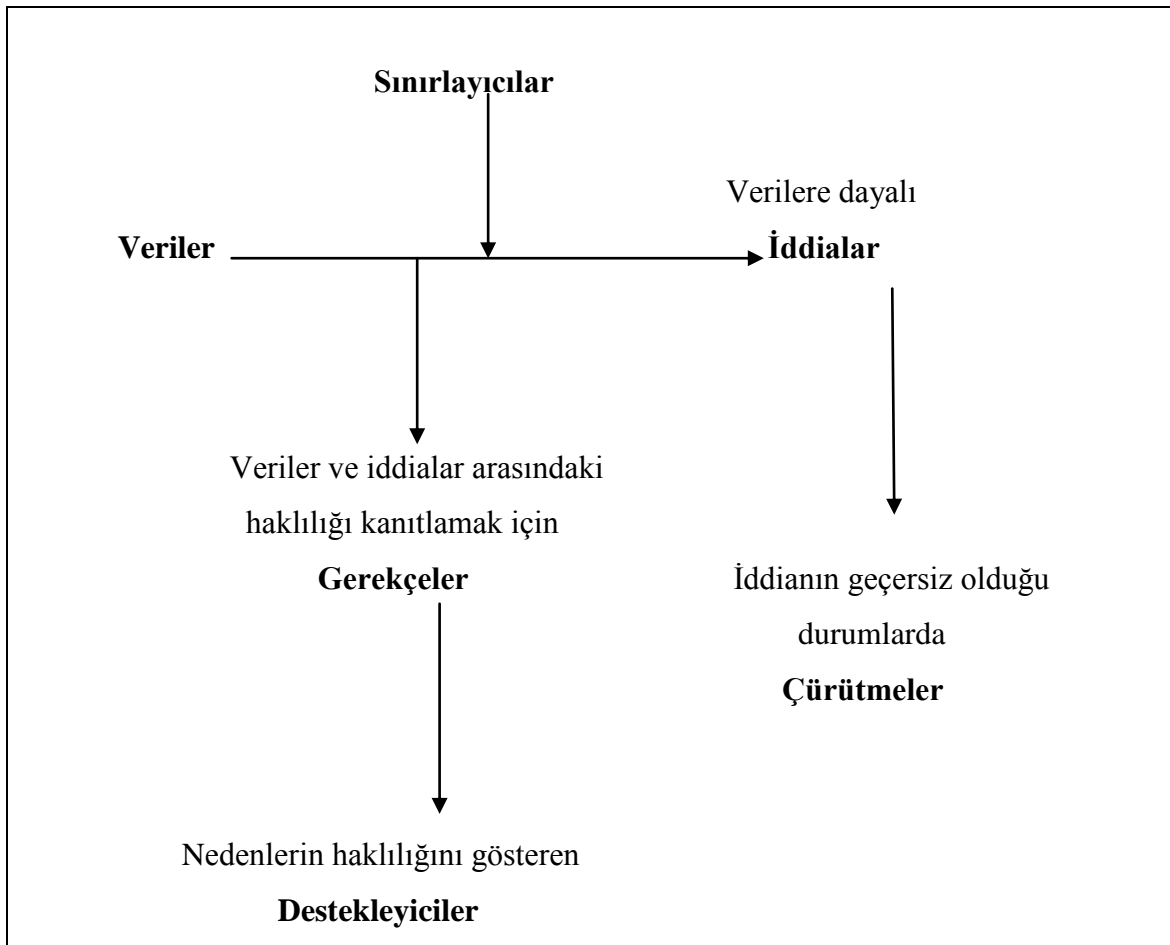 Sınırlayıcılar
Verilere dayalı
Veriler
İddialar
Veriler ve iddialar arasındaki
haklılığı kanıtlamak için
Gerekçeler
İddianın geçersiz olduğu
durumlarda
Çürütmeler
Nedenlerin haklılığını gösteren
Destekleyiciler